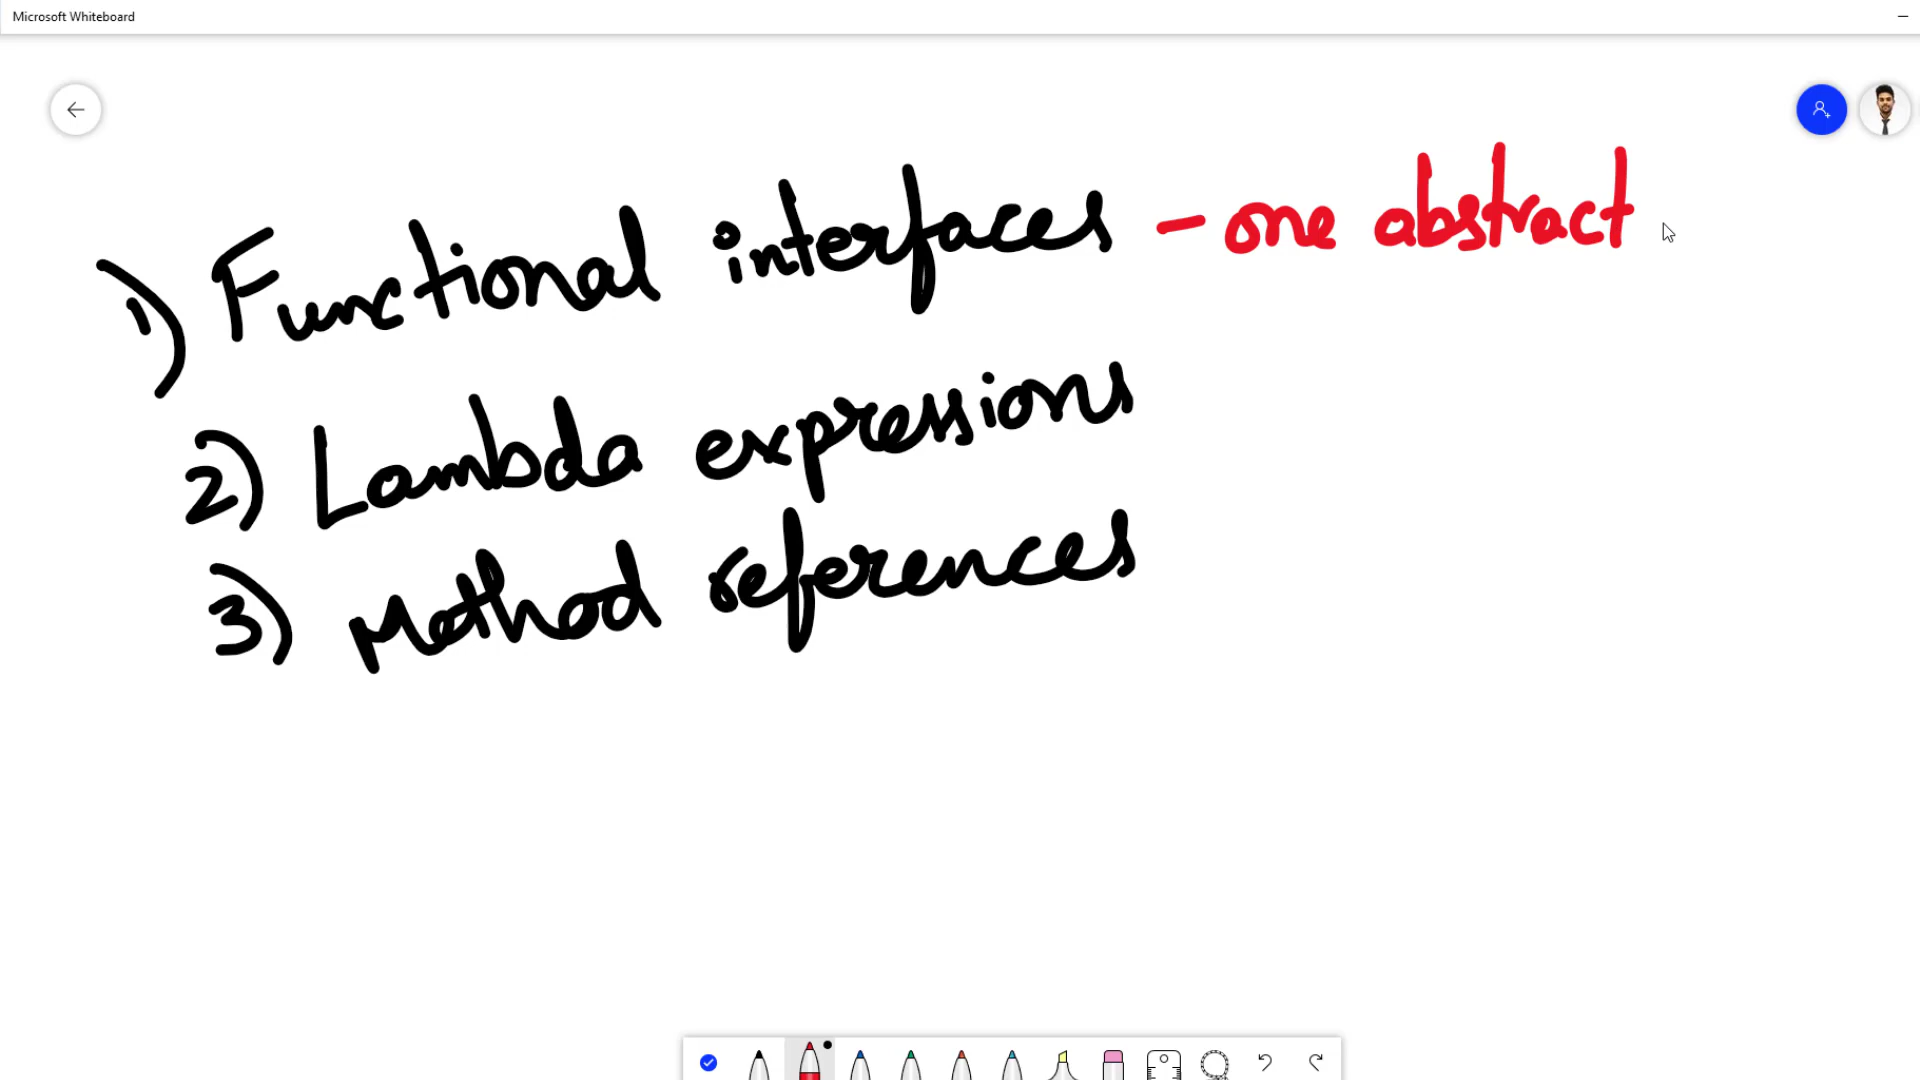 Microsoft Whiteboard
1) Functional interfaces - one abstract
2) Lambda expressions
3) Method references